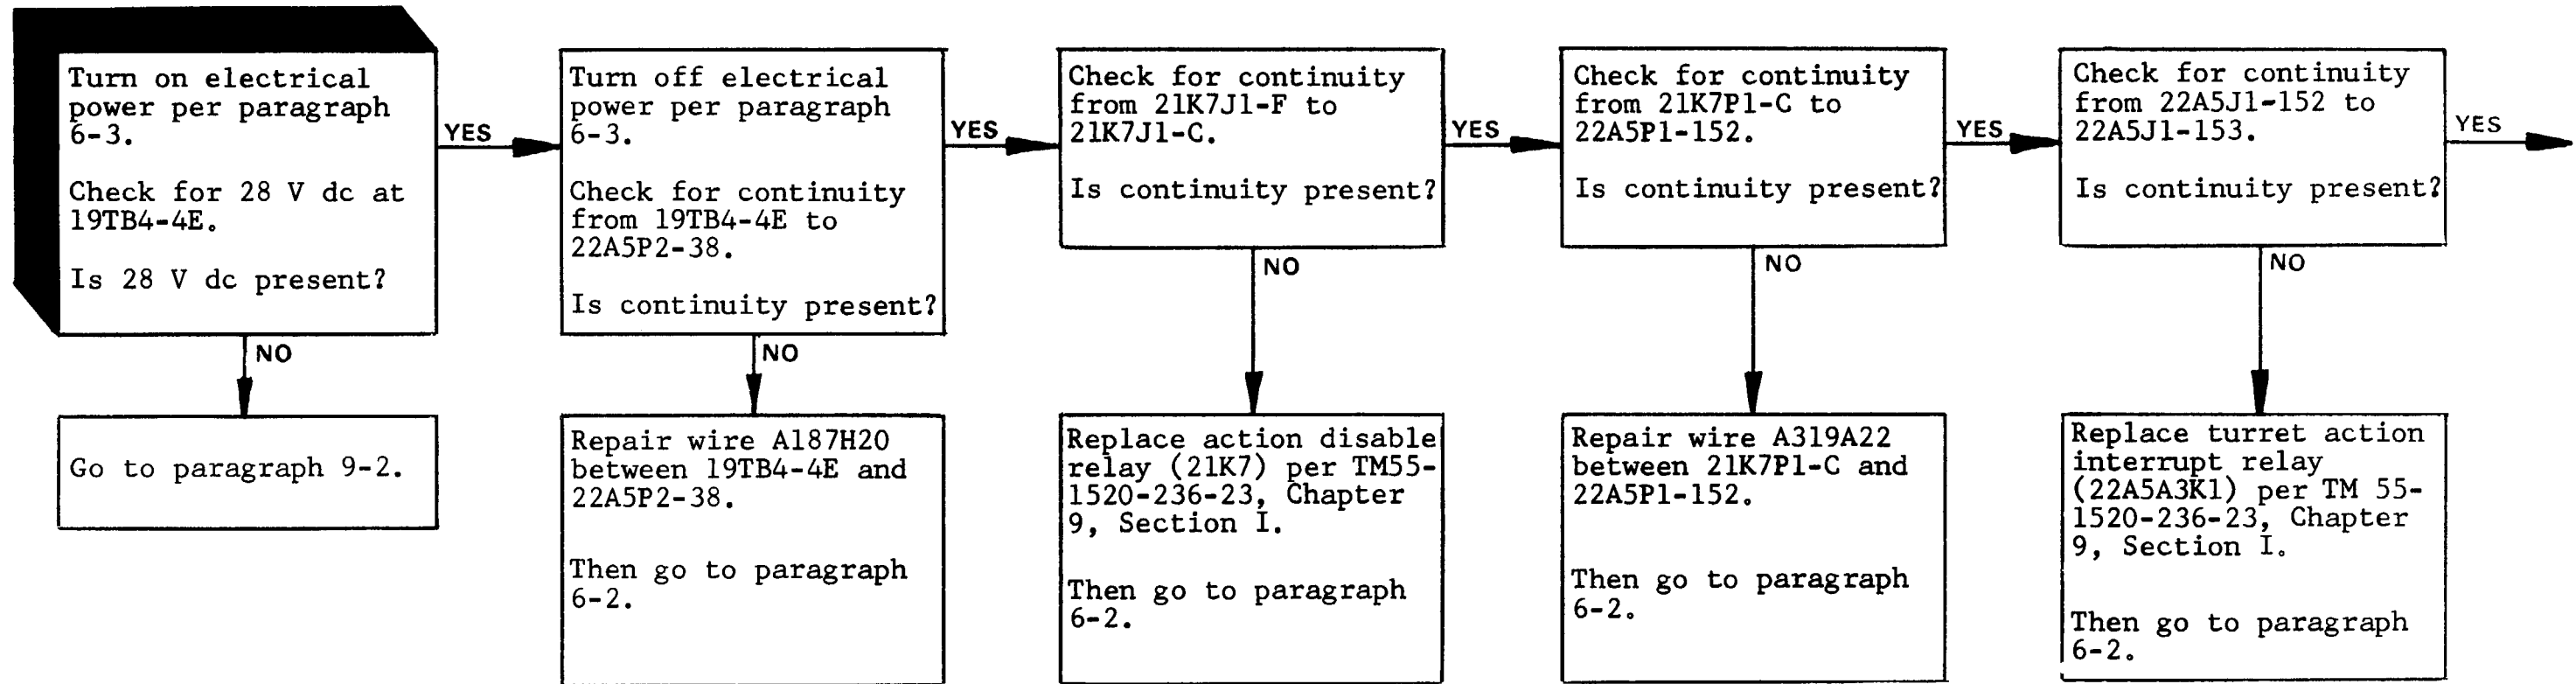 Turn on electrical
power per paragraph
6-3.
Check for 28 V dc at
19TB4-4E.
Is 28 V dc present?
YES
NO
Go to paragraph 9-2.
Turn off electrical
power per paragraph
6-3.
Check for continuity
from 19TB4-4E to
22A5P2-38.
Is continuity present?
YES
NO
Repair wire A187H20
between 19TB4-4E and
22A5P2-38.
Then go to paragraph
6-2.
Check for continuity
from 21K7J1-F to
21K7J1-C.
Is continuity present?
YES
NO
Replace action disable
relay (21K7) per TM55-
1520-236-23, Chapter
9, Section I.
Then go to paragraph
6-2.
Check for continuity
from 21K7P1-C to
22A5P1-152.
Is continuity present?
YES
NO
Repair wire A319A22
between 21K7P1-C and
22A5P1-152.
Then go to paragraph
6-2.
Check for continuity
from 22A5J1-152 to
22A5J1-153.
Is continuity present?
YES
NO
Replace turret action
interrupt relay
(22A5A3K1) per TM 55-
1520-236-23, Chapter
9, Section I.
Then go to paragraph
6-2.